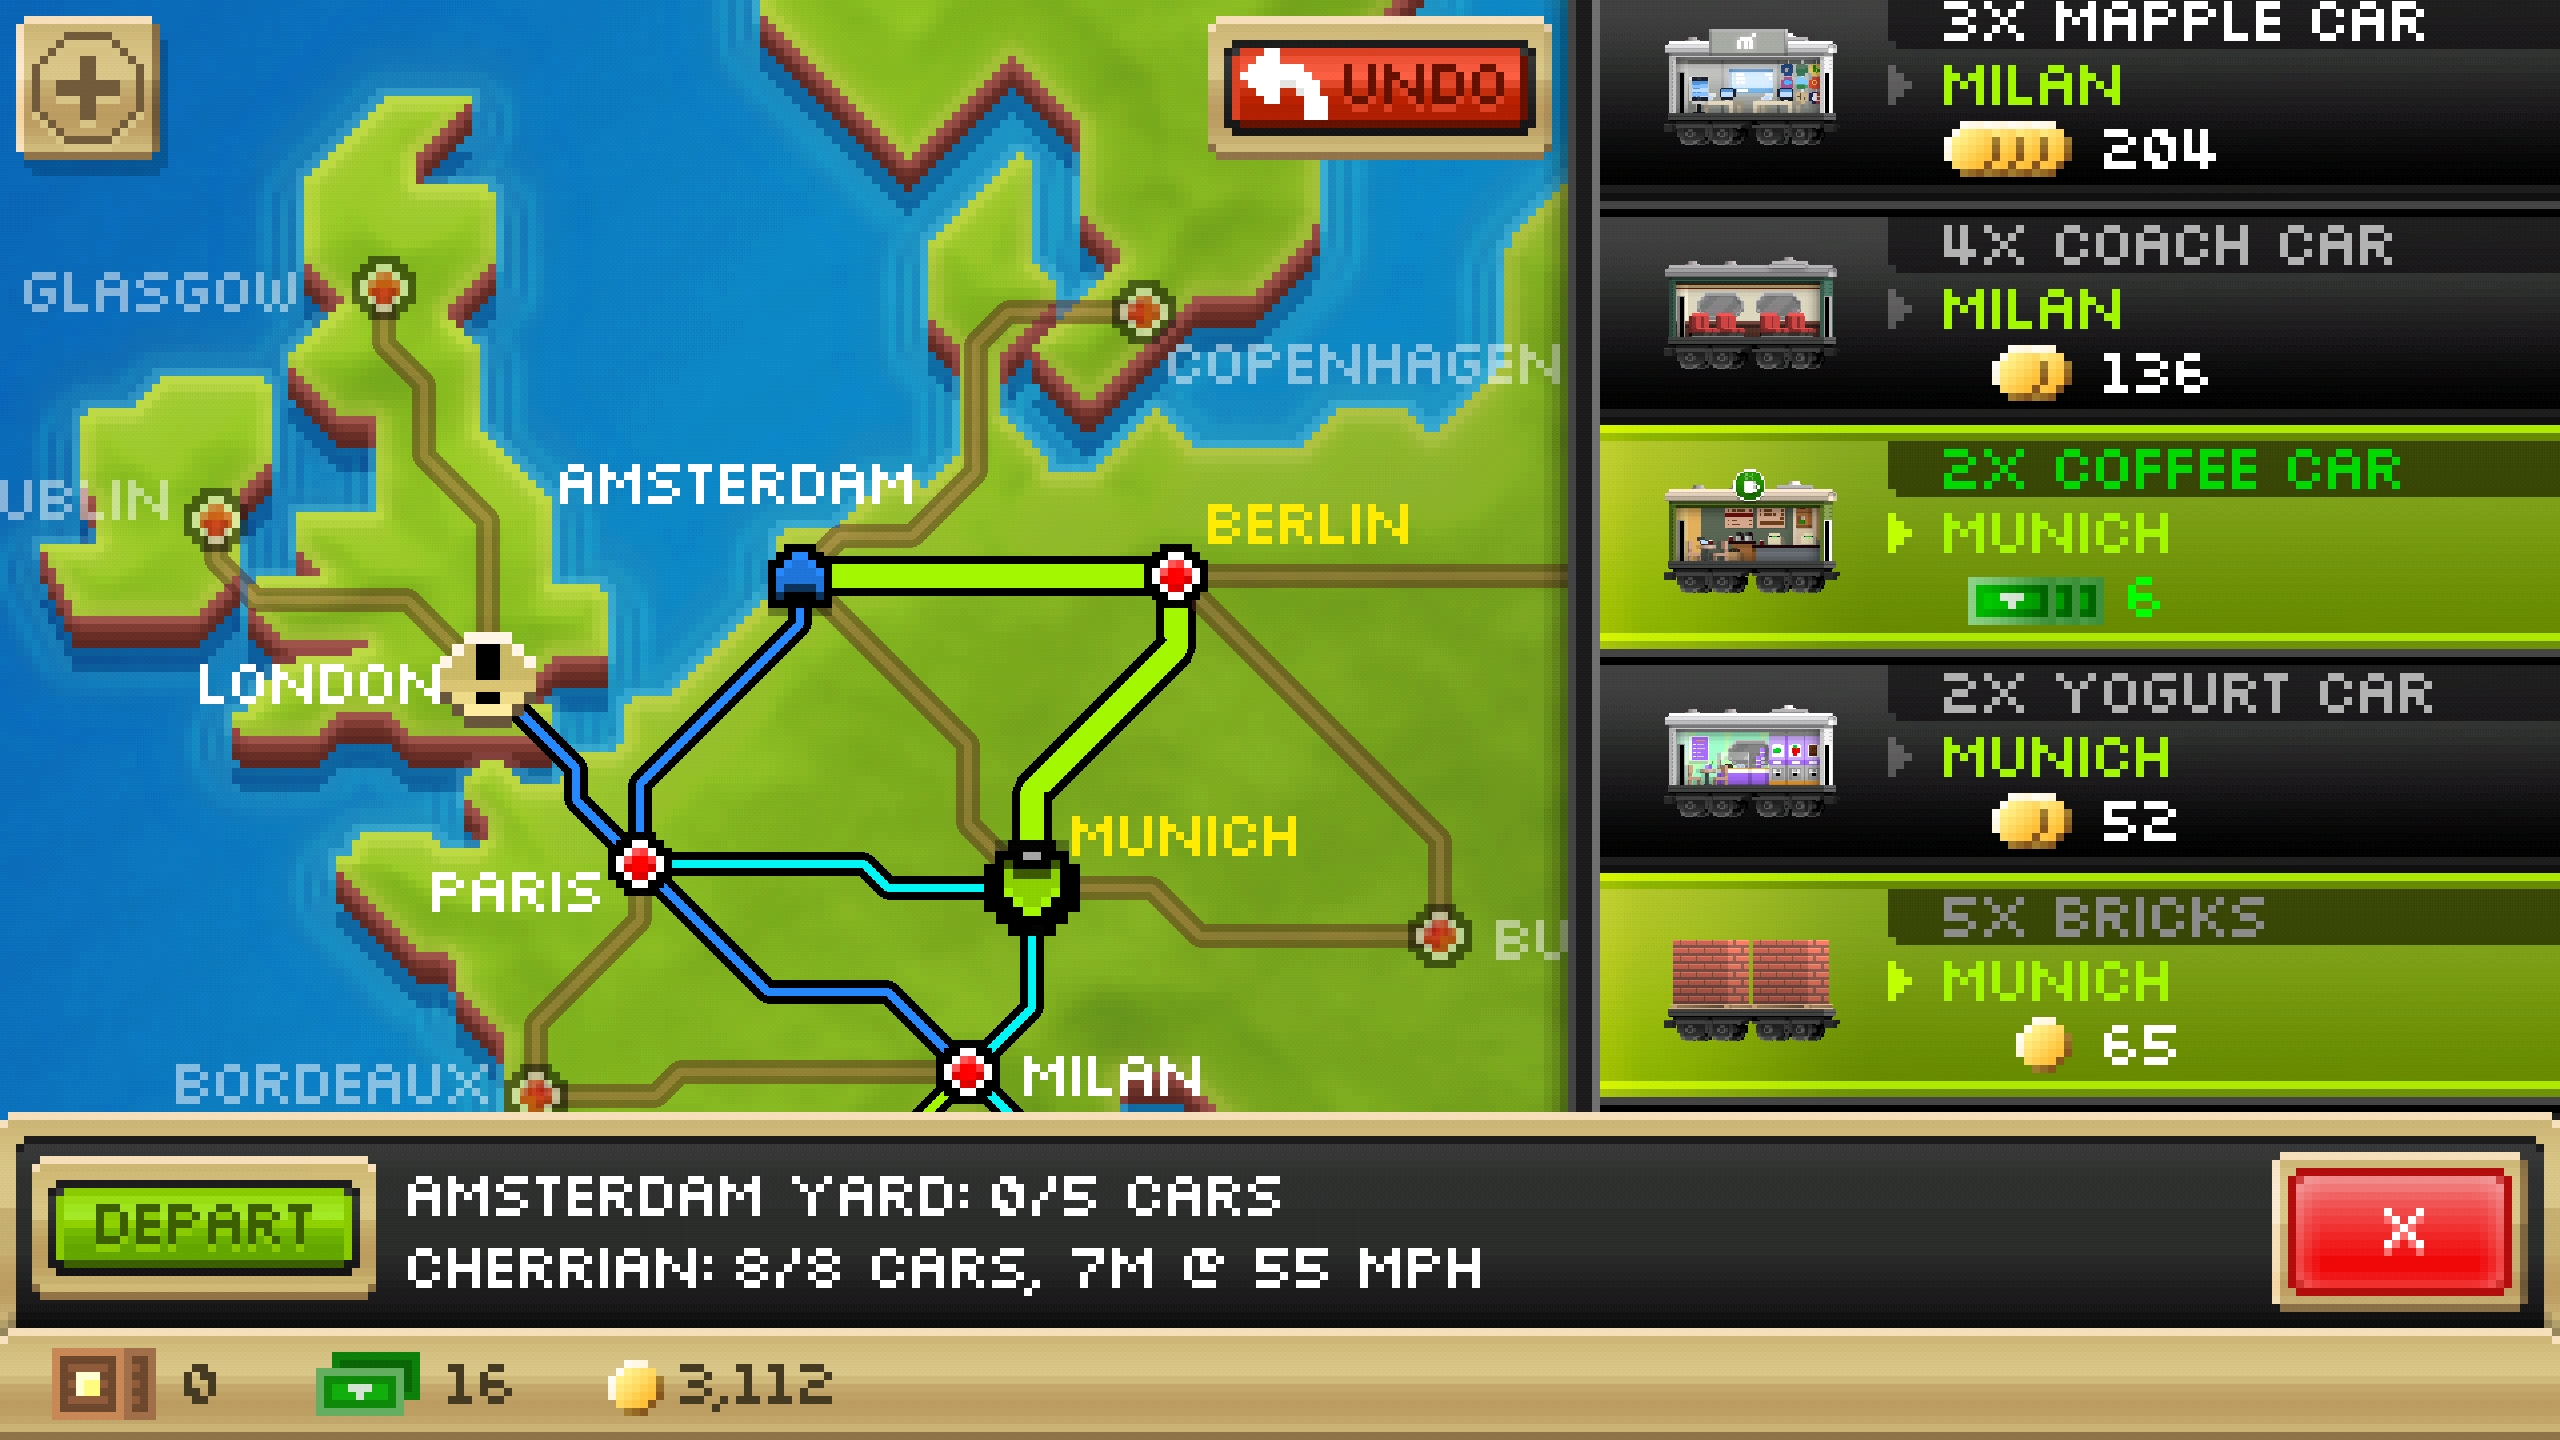 UNDO
GLASGOW
COPENHAGEN
AMSTERDAM
UBLIN
BERLIN
LONDON
MUNICH
PARIS
BU
MILAN
BORDEAUX
3X MAPPLE CAR
MILAN
204
4X COACH CAR
MILAN
136
2X COFFEE CAR
MUNICH
6
2X YOGURT CAR
MUNICH
52
5X BRICKS
MUNICH
65
DEPART
AMSTERDAM YARD: 0/5 CARS
CHERRIAN: 8/8 CARS, 7M @ 55 MPH
X
0
16
3,112